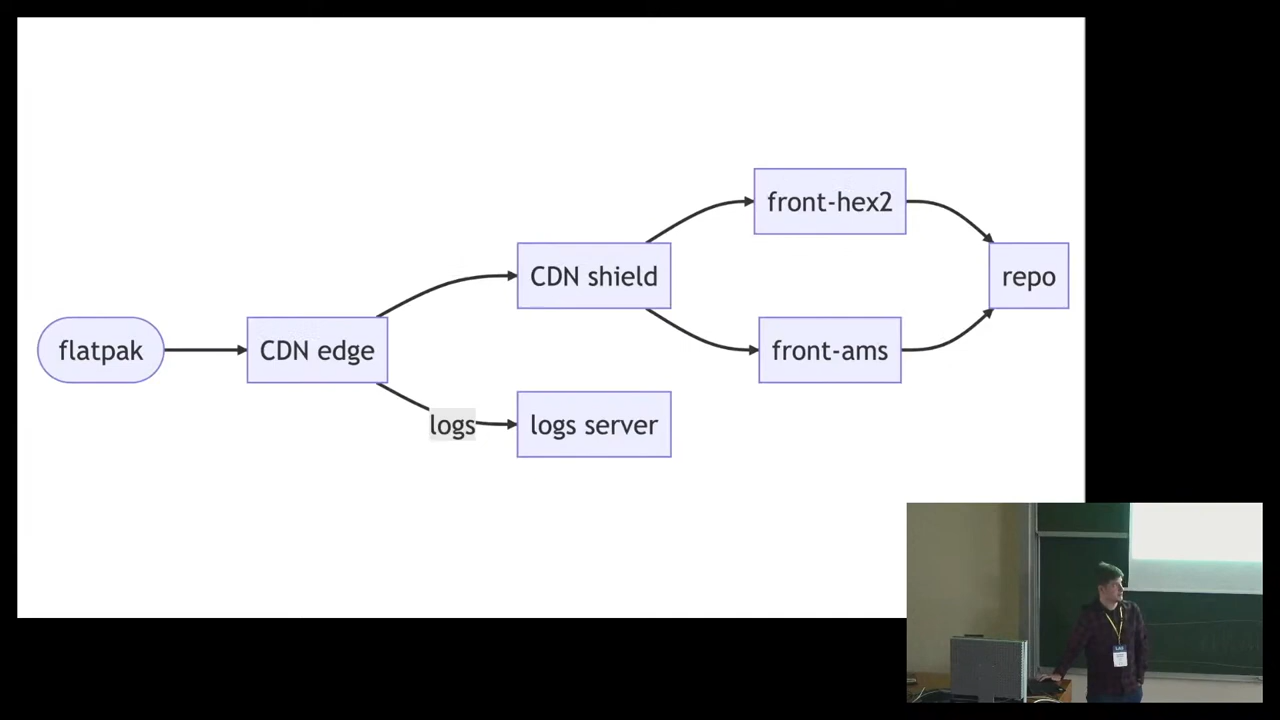 flatpak
CDN edge
logs
CDN shield
logs server
front-hex2
front-ams
repo